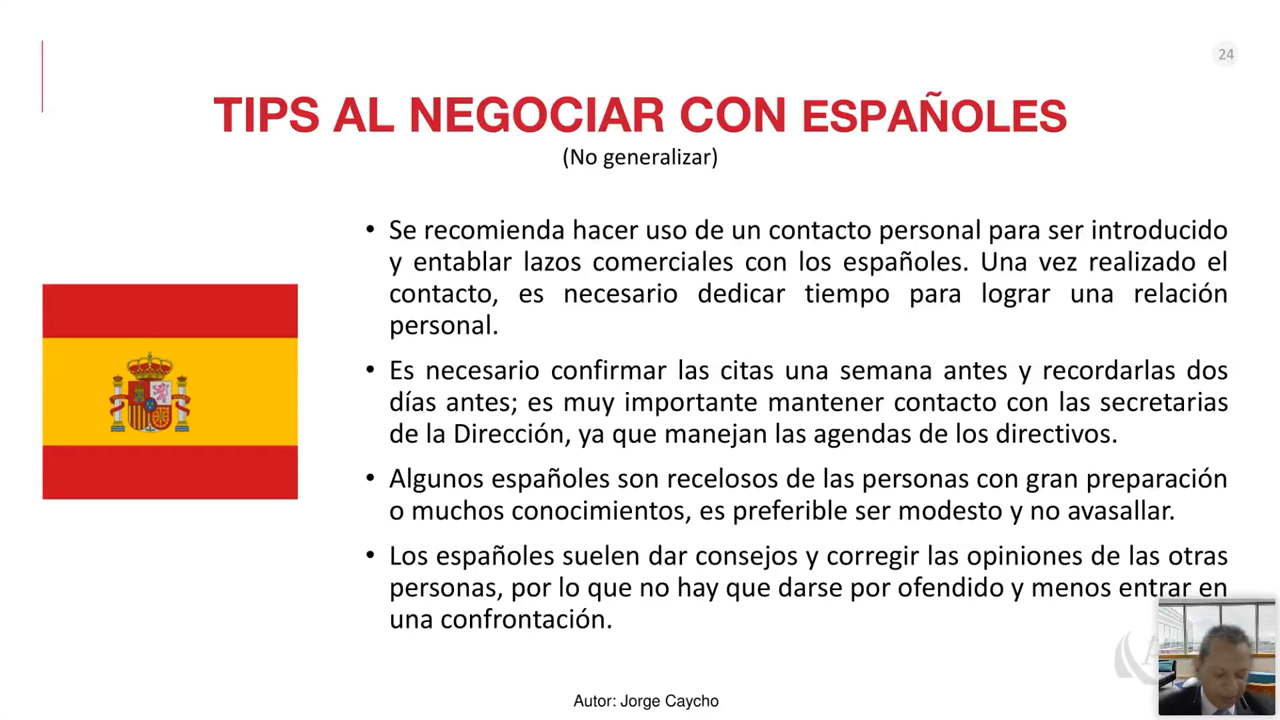 24
TIPS AL NEGOCIAR CON ESPAÑOLES
(No generalizar)
• Se recomienda hacer uso de un contacto personal para ser introducido
y entablar lazos comerciales con los españoles. Una vez realizado el
contacto, es necesario dedicar tiempo para lograr una relación
personal.
• Es necesario confirmar las citas una semana antes y recordarlas dos
días antes; es muy importante mantener contacto con las secretarias
de la Dirección, ya que manejan las agendas de los directivos.
• Algunos españoles son recelosos de las personas con gran preparación
o muchos conocimientos, es preferible ser modesto y no avasallar.
• Los españoles suelen dar consejos y corregir las opiniones de las otras
personas, por lo que no hay que darse por ofendido y menos entrar en
una confrontación.
Autor: Jorge Caycho